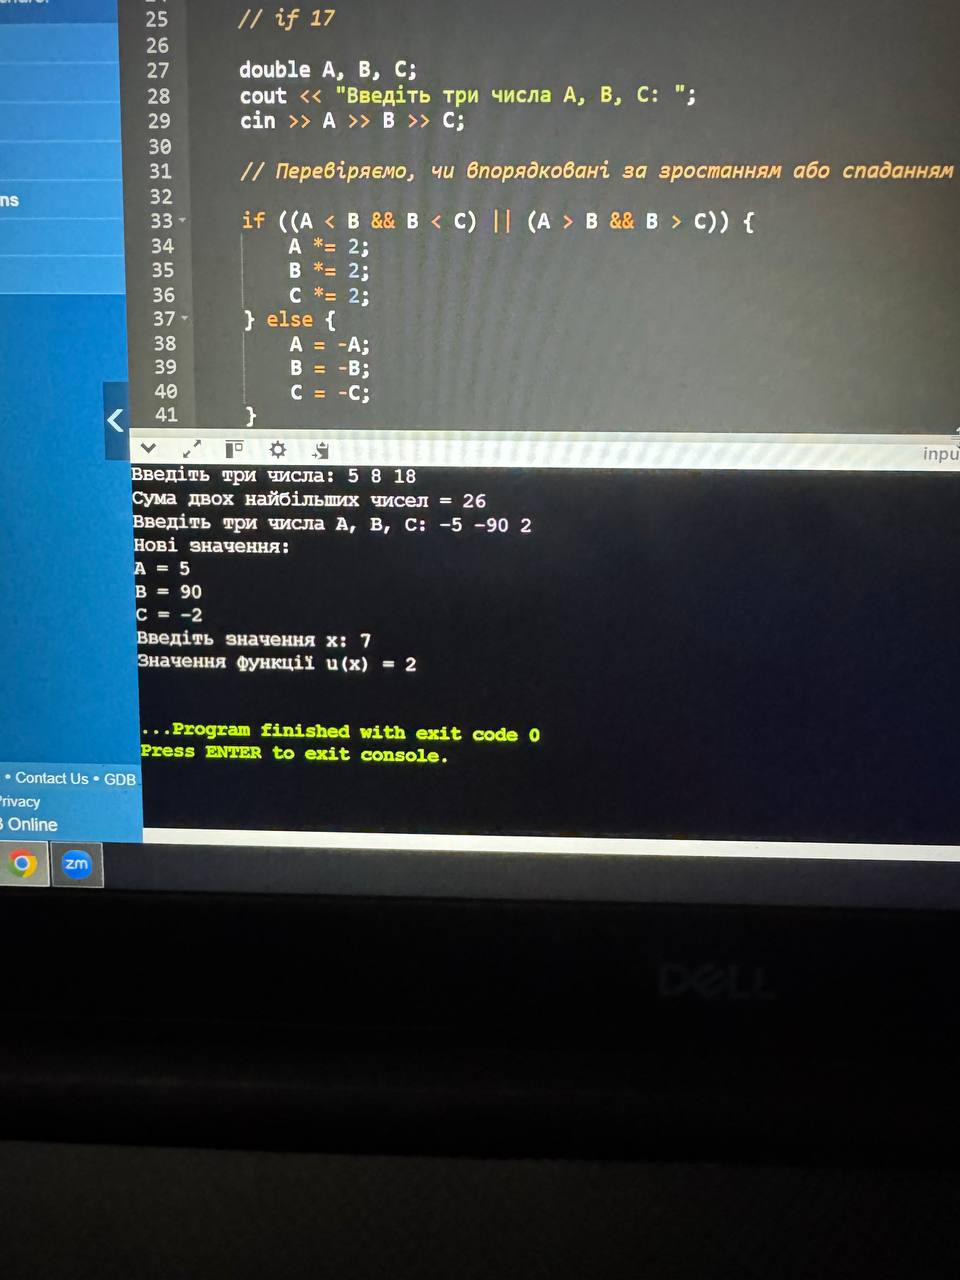 25 // if 17
26
27 double A, B, C;
28 cout << "Введіть три числа A, B, C: ";
29 cin >> A >> B >> C;
30
31 // Перевіряємо, чи впорядковані за зростанням або спаданням
32
ns
33 if ((A < B && B < C) || (A > B && B > C)) {
34 A *= 2;
35 B *= 2;
36 C *= 2;
37 } else {
38 A = -A;
39 B = -B;
40 C = -C;
41 }
inpu
Введіть три числа: 5 8 18
Сума двох найбільших чисел = 26
Введіть три числа A, B, C: -5 -90 2
Нові значення:
A = 5
B = 90
C = -2
Введіть значення x: 7
Значення функції u(x) = 2
...Program finished with exit code 0
Press ENTER to exit console.
• Contact Us • GDB
Privacy
B Online
zm
DELL